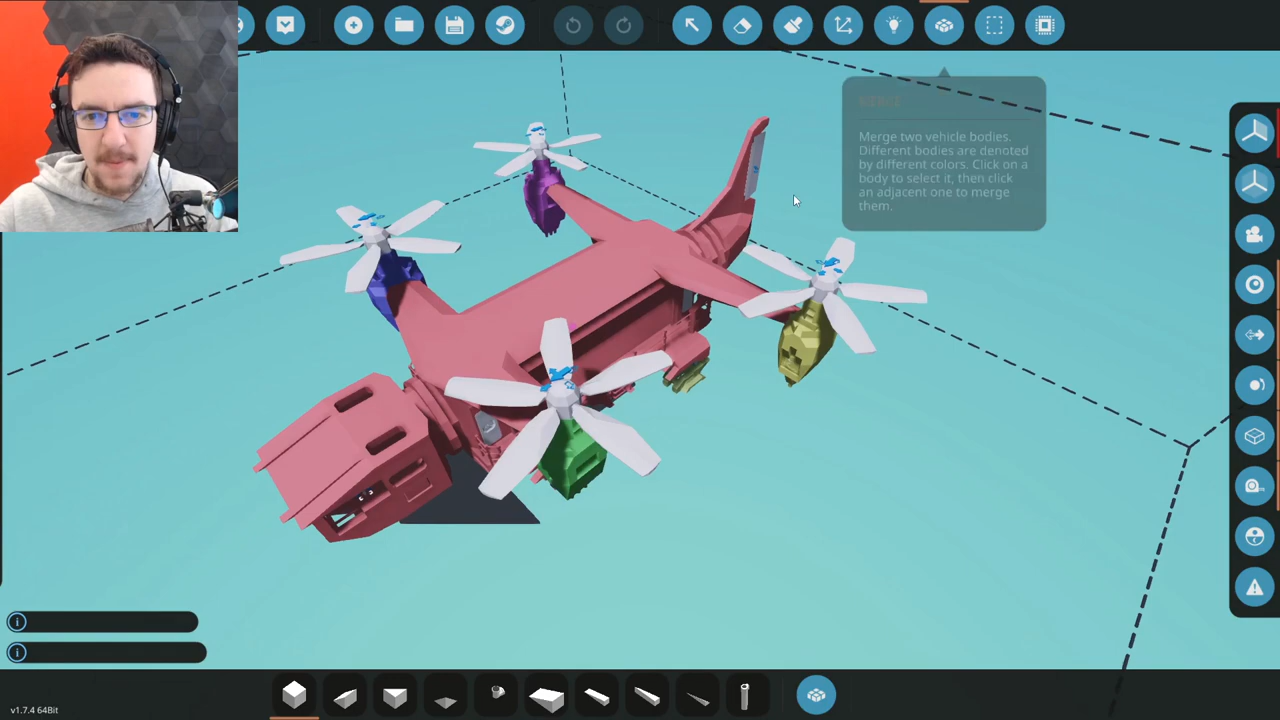 MERGE
Merge two vehicle bodies.
Different bodies are denoted
by different colors. Click on a
body to select it, then click
an adjacent one to merge
them.
v1.7.4 64Bit